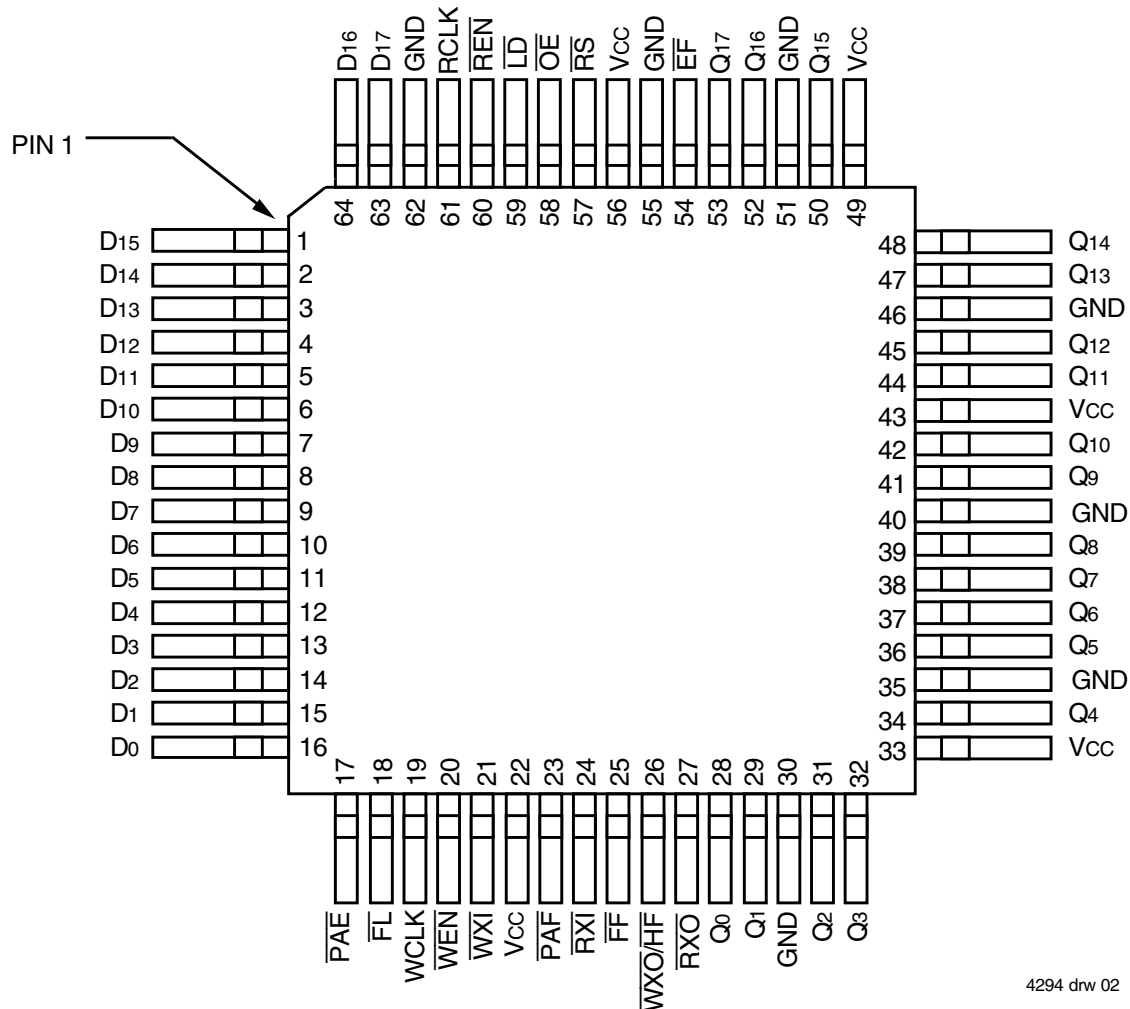 D16 D17 GND RCLK REN LD OE RS VCC GND EF Q17 Q16 GND Q15 VCC
PIN 1
64 63 62 61 60 59 58 57 56 55 54 53 52 51 50 49
D15 1 48 Q14
D14 2 47 Q13
D13 3 46 GND
D12 4 45 Q12
D11 5 44 Q11
D10 6 43 VCC
D9 7 42 Q10
D8 8 41 Q9
D7 9 40 GND
D6 10 39 Q8
D5 11 38 Q7
D4 12 37 Q6
D3 13 36 Q5
D2 14 35 GND
D1 15 34 Q4
D0 16 33 VCC
17 18 19 20 21 22 23 24 25 26 27 28 29 30 31 32
PAE FL WCLK WEN WXI VCC PAF RXI FF WXO/HF RXO Q0 Q1 GND Q2 Q3
4294 drw 02